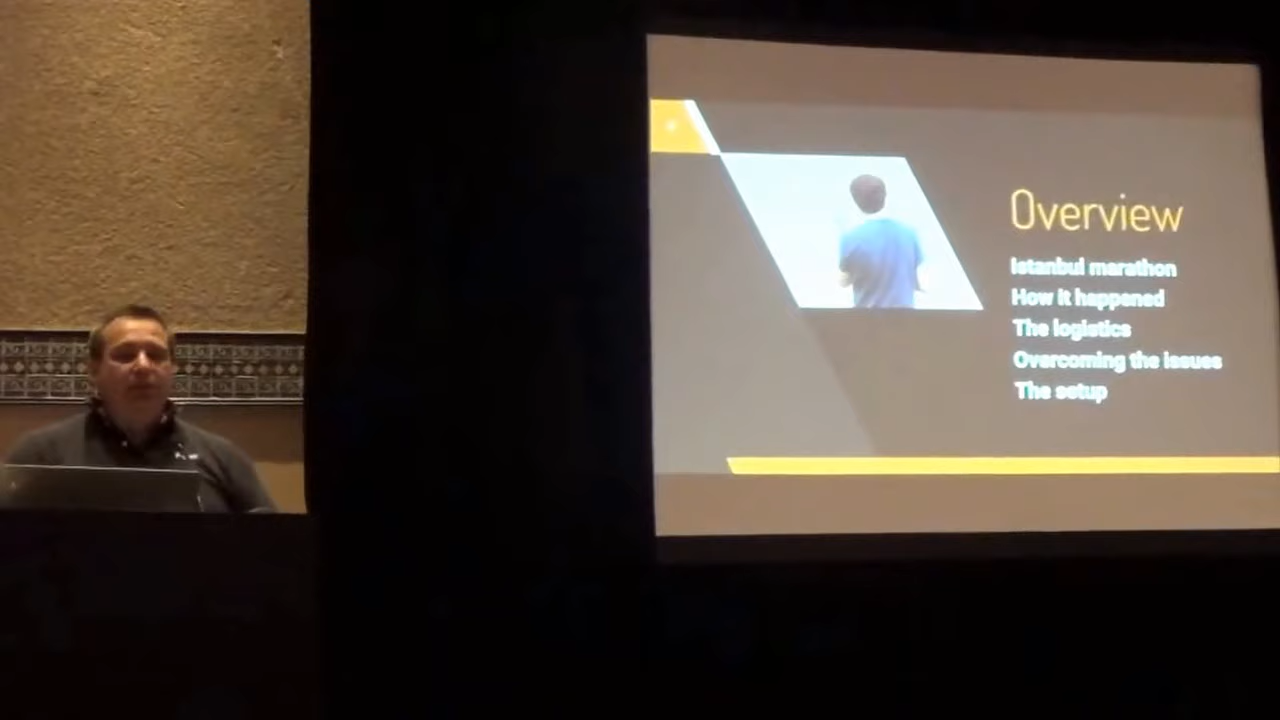 Overview
Istanbul marathon
How it happened
The logistics
Overcoming the issues
The setup